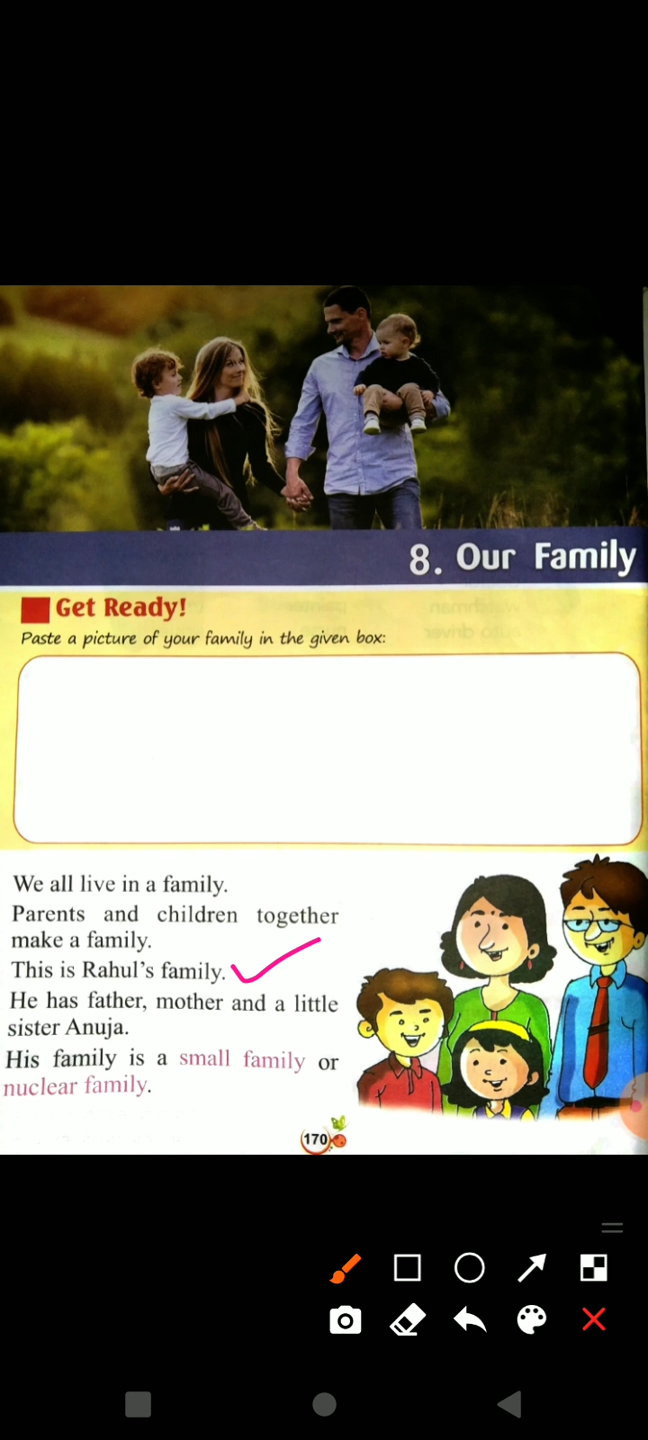 8. Our Family
Get Ready!
Paste a picture of your family in the given box:
We all live in a family.
Parents and children together
make a family.
This is Rahul's family.
He has father, mother and a little
sister Anuja.
His family is a small family or
nuclear family.
170